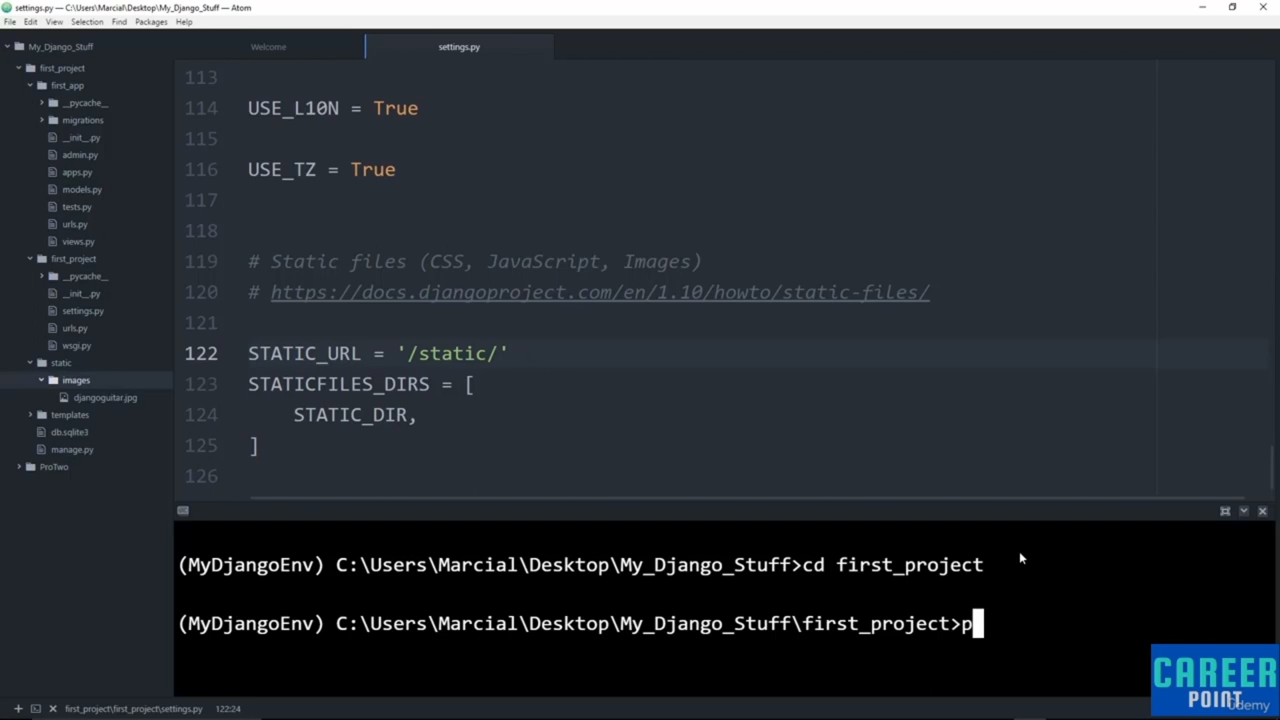 settings.py — C:\Users\Marcial\Desktop\My_Django_Stuff — Atom
File Edit View Selection Find Packages Help
My_Django_Stuff
first_project
first_app
__pycache__
migrations
__init__.py
admin.py
apps.py
models.py
tests.py
urls.py
views.py
first_project
__pycache__
__init__.py
settings.py
urls.py
wsgi.py
static
images
djangoguitar.jpg
templates
db.sqlite3
manage.py
ProTwo
Welcome
settings.py
113
114 USE_L10N = True
115
116 USE_TZ = True
117
118
119 # Static files (CSS, JavaScript, Images)
120 # https://docs.djangoproject.com/en/1.10/howto/static-files/
121
122 STATIC_URL = '/static/'
123 STATICFILES_DIRS = [
124 STATIC_DIR,
125 ]
126
(MyDjangoEnv) C:\Users\Marcial\Desktop\My_Django_Stuff>cd first_project
(MyDjangoEnv) C:\Users\Marcial\Desktop\My_Django_Stuff\first_project>p
CAREER
POINT
Udemy
first_project\first_project\settings.py 122:24